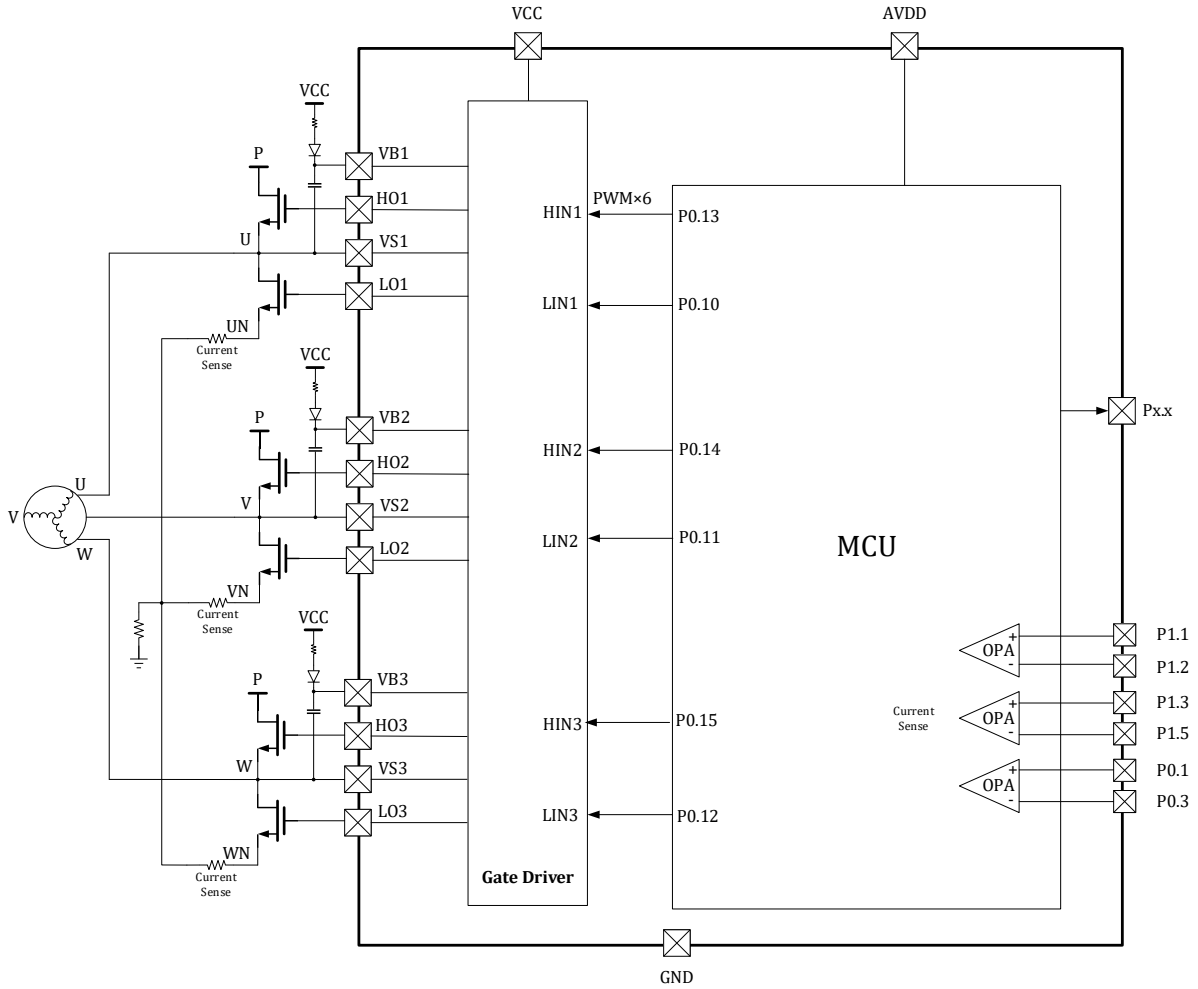 VCC
AVDD
VCC
P
VB1
HO1
PWM×6
HIN1
P0.13
U
VS1
LO1
LIN1
P0.10
UN
Current
Sense
VCC
P
VB2
Px.x
HO2
HIN2
P0.14
U
V
V
VS2
W
LO2
LIN2
P0.11
MCU
VN
Current
Sense
VCC
P1.1
+
OPA
-
P1.2
P
VB3
P1.3
+
Current
Sense
OPA
-
P1.5
HO3
HIN3
P0.15
W
VS3
P0.1
+
OPA
-
P0.3
LO3
LIN3
P0.12
WN
Current
Sense
Gate Driver
GND